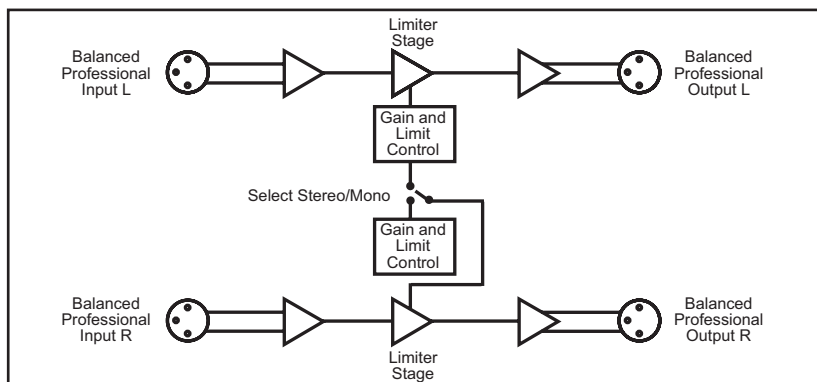 Limiter
Stage
Balanced
Professional
Input L
Balanced
Professional
Output L
Gain and
Limit
Control
Select Stereo/Mono
Gain and
Limit
Control
Balanced
Professional
Input R
Balanced
Professional
Output R
Limiter
Stage